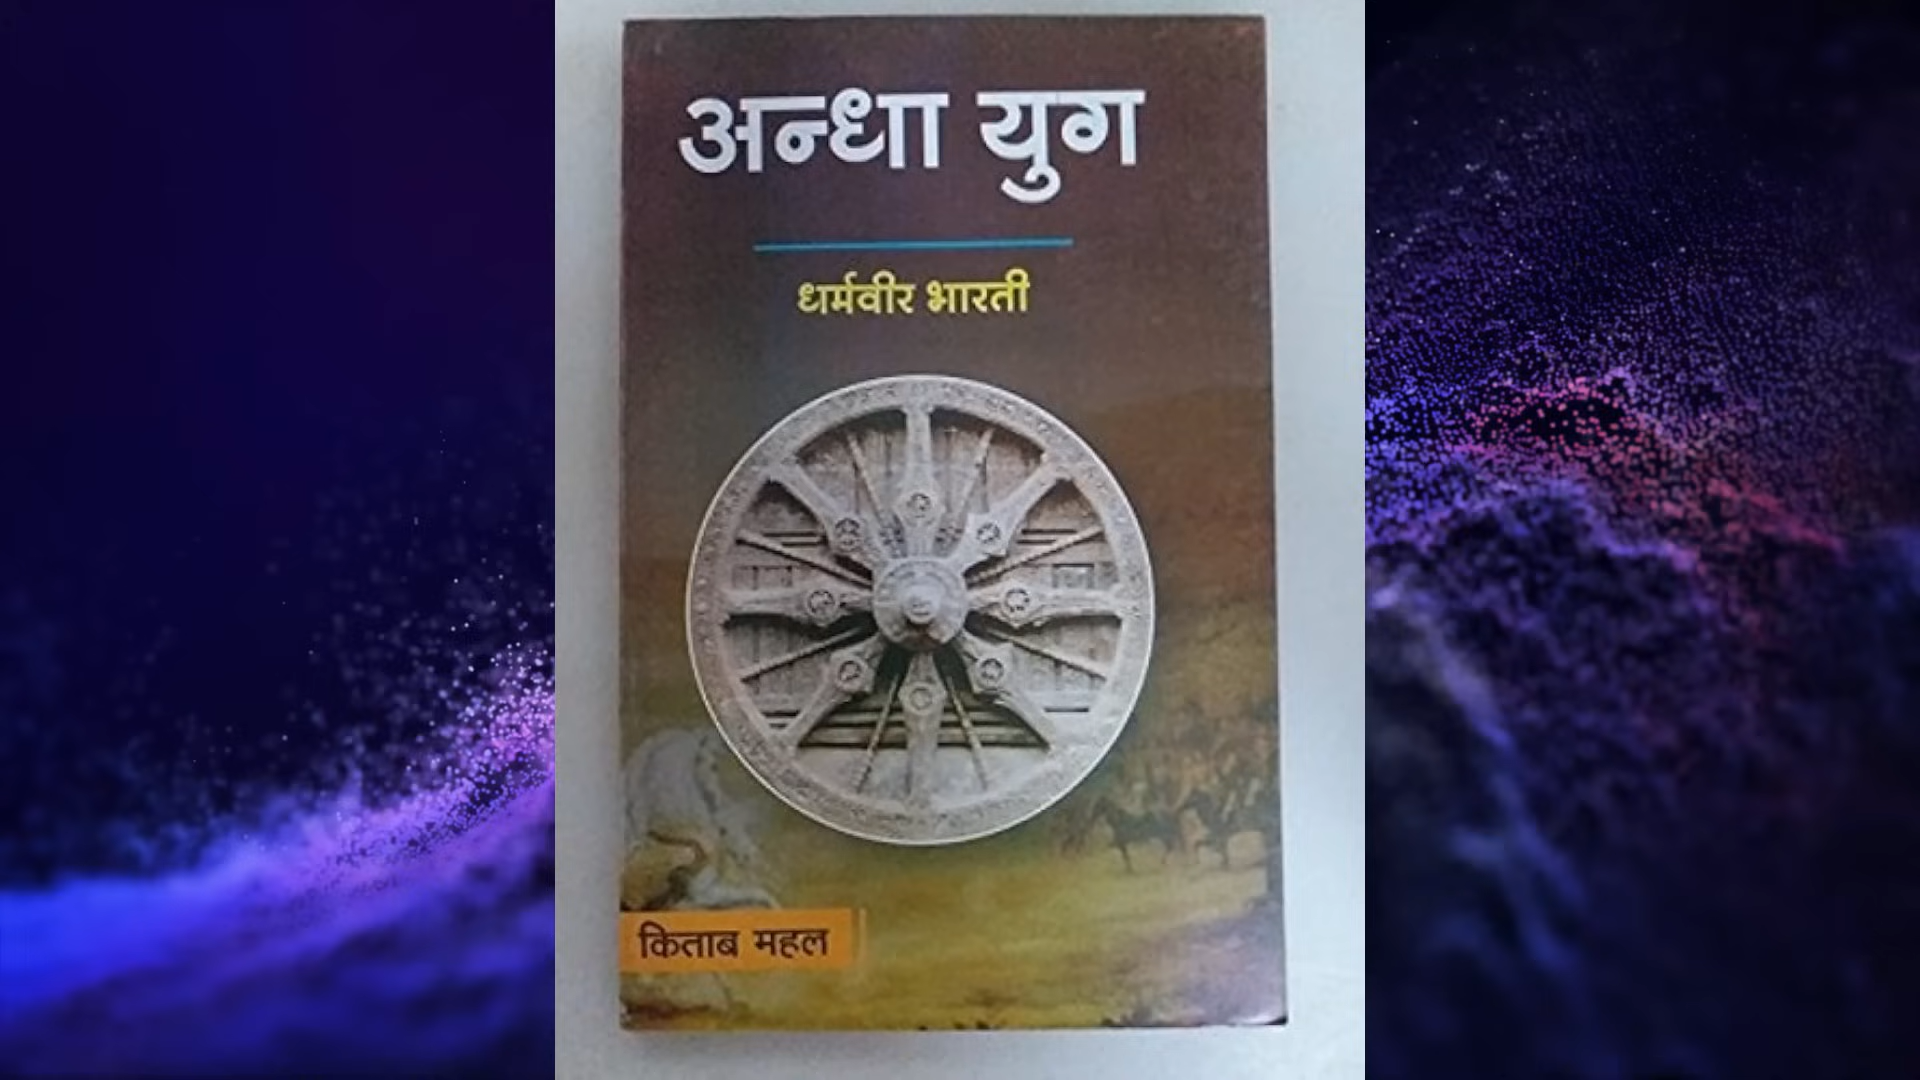 अन्धा युग
धर्मवीर भारती
किताब महल